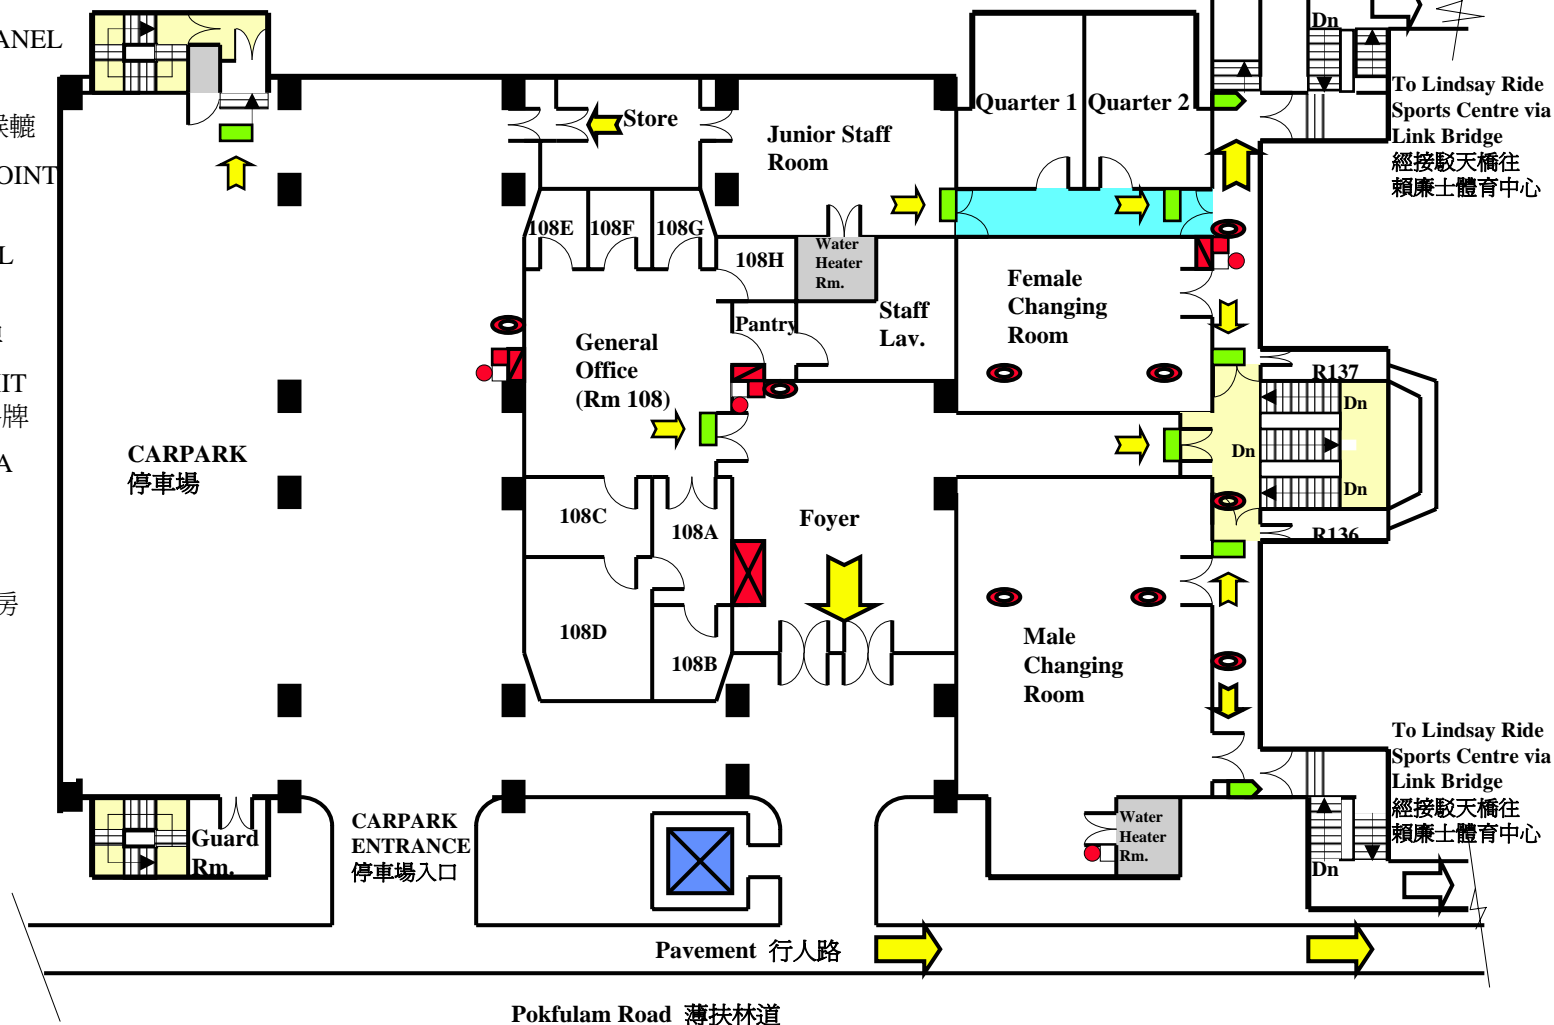 ANEL
喉轆
OINT
L
IIT
牌
A
房
Dn
To Lindsay Ride
Sports Centre via
Link Bridge
經接駁天橋往
賴廉士體育中心
Quarter 1
Quarter 2
Store
Junior Staff
Room
108E
108F
108G
108H
Water
Heater
Rm.
Female
Changing
Room
Staff
Lav.
Pantry
General
Office
(Rm 108)
R137
Dn
Dn
Dn
R136
CARPARK
停車場
108C
108A
Foyer
108D
108B
Male
Changing
Room
To Lindsay Ride
Sports Centre via
Link Bridge
經接駁天橋往
賴廉士體育中心
Guard
Rm.
CARPARK
ENTRANCE
停車場入口
Water
Heater
Rm.
Dn
Pavement 行人路
Pokfulam Road 薄扶林道